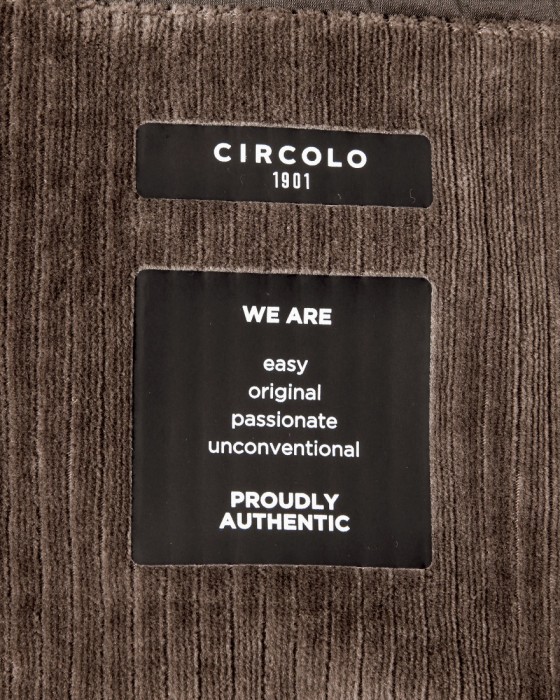 CIRCOLO
1901
WE ARE
easy
original
passionate
unconventional
PROUDLY
AUTHENTIC